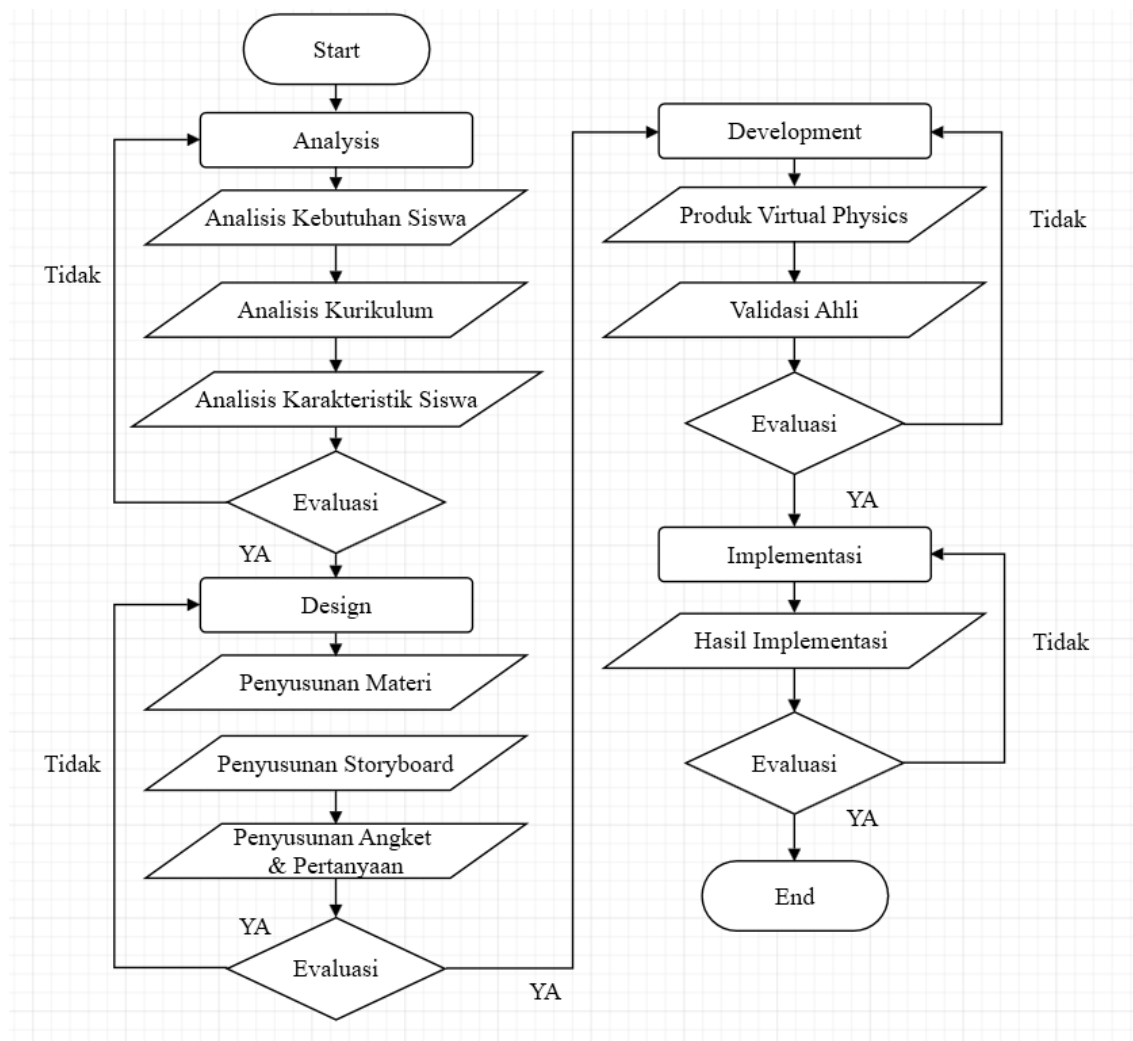 Start
Analysis
Analisis Kebutuhan Siswa
Tidak
Analisis Kurikulum
Analisis Karakteristik Siswa
Evaluasi
YA
Design
Penyusunan Materi
Tidak
Penyusunan Storyboard
Penyusunan Angket
& Pertanyaan
YA
Evaluasi
YA
Development
Produk Virtual Physics
Tidak
Validasi Ahli
Evaluasi
YA
Implementasi
Hasil Implementasi
Tidak
Evaluasi
YA
End